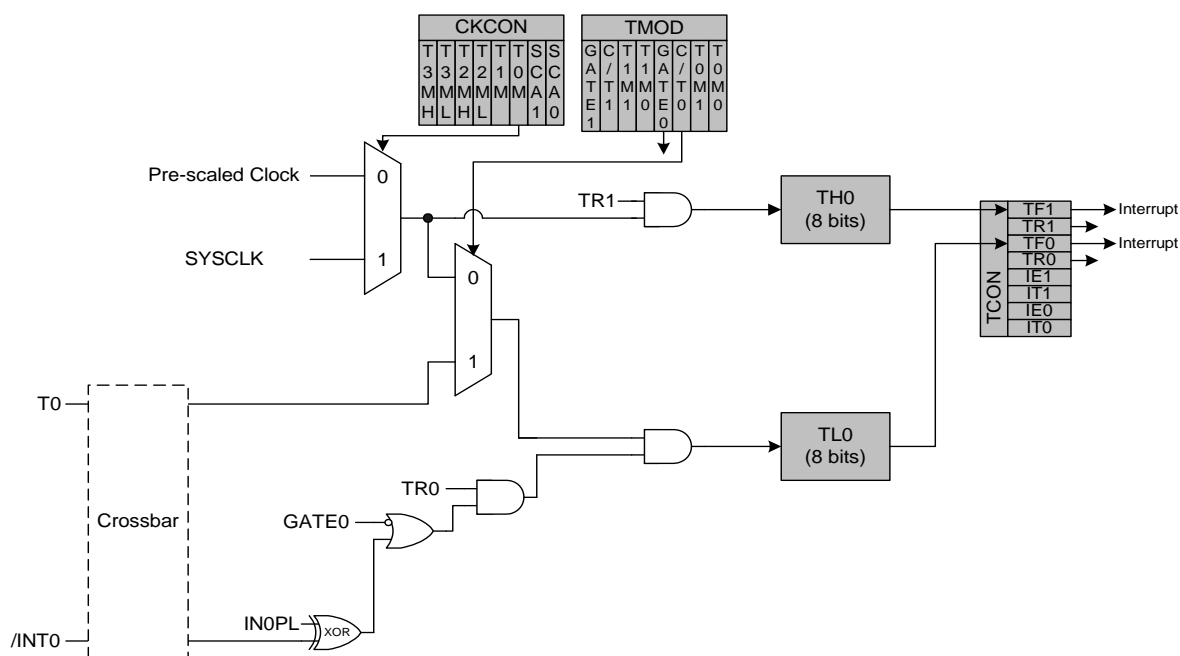 CKCON
T3MH
T3ML
T2MH
T2ML
T1M
T0M
SCA1
SCA0
TMOD
GATE1
C/T1
T1M1
T1M0
GATE0
C/T0
T0M1
T0M0
Pre-scaled Clock
0
SYSCLK
1
TR1
TH0
(8 bits)
TCON
TF1
TR1
TF0
TR0
IE1
IT1
IE0
IT0
Interrupt
Interrupt
0
1
T0
TL0
(8 bits)
TR0
Crossbar
GATE0
IN0PL
XOR
/INT0